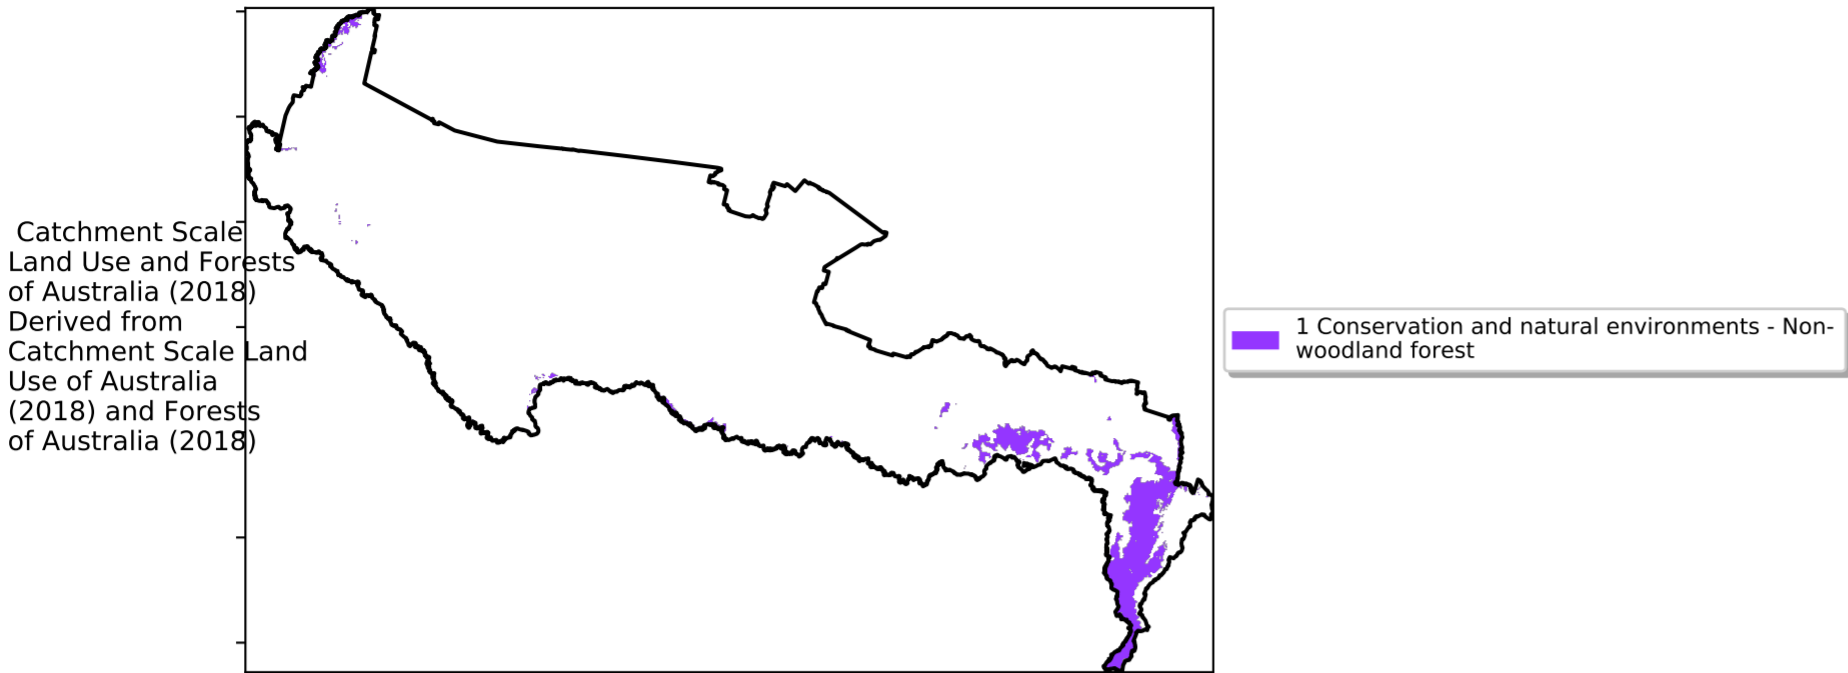 Catchment Scale
Land Use and Forests
of Australia (2018)
Derived from
Catchment Scale Land
Use of Australia
(2018) and Forests
of Australia (2018)
1 Conservation and natural environments - Non-
woodland forest